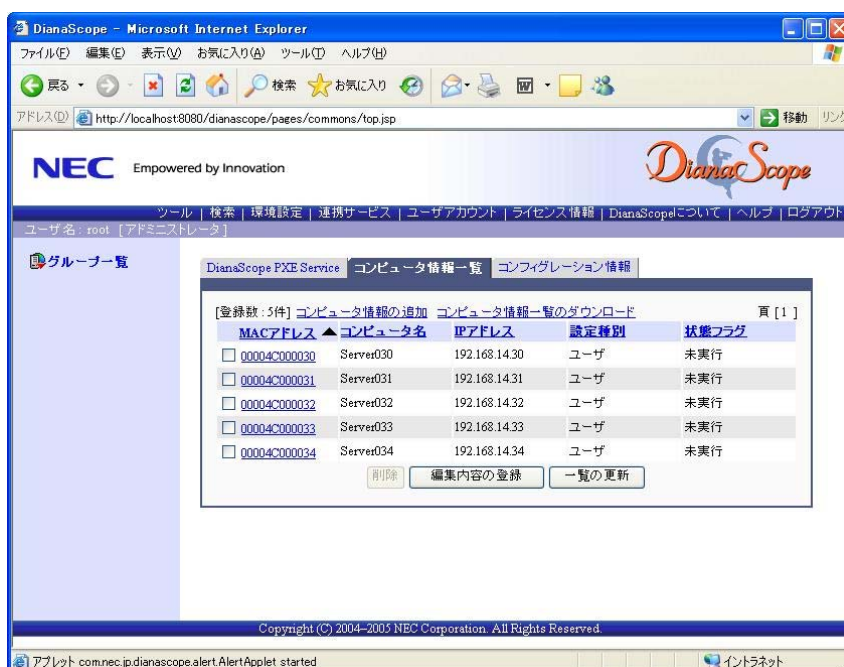 DianaScope - Microsoft Internet Explorer
ファイル(F) 編集(E) 表示(V) お気に入り(A) ツール(T) ヘルプ(H)
戻る 検索 お気に入り
アドレス(D) http://localhost:8080/dianascope/pages/commons/top.jsp 移動 リンク
NEC Empowered by Innovation DianaScope
ツール | 検索 | 環境設定 | 連携サービス | ユーザアカウント | ライセンス情報 | DianaScopeについて | ヘルプ | ログアウト
ユーザ名 : root [アドミニストレータ]
グループ一覧
DianaScope PXE Service コンピュータ情報一覧 コンフィグレーション情報
[登録数 : 5件] コンピュータ情報の追加 コンピュータ情報一覧のダウンロード 頁 [1 ]
MACアドレス ▲ コンピュータ名 IPアドレス 設定種別 状態フラグ
00004C000030 Server030 192.168.14.30 ユーザ 未実行
00004C000031 Server031 192.168.14.31 ユーザ 未実行
00004C000032 Server032 192.168.14.32 ユーザ 未実行
00004C000033 Server033 192.168.14.33 ユーザ 未実行
00004C000034 Server034 192.168.14.34 ユーザ 未実行
削除 編集内容の登録 一覧の更新
Copyright (C) 2004-2005 NEC Corporation. All Rights Reserved.
アプレット com.nec.jp.dianascope.alert.AlertApplet started イントラネット